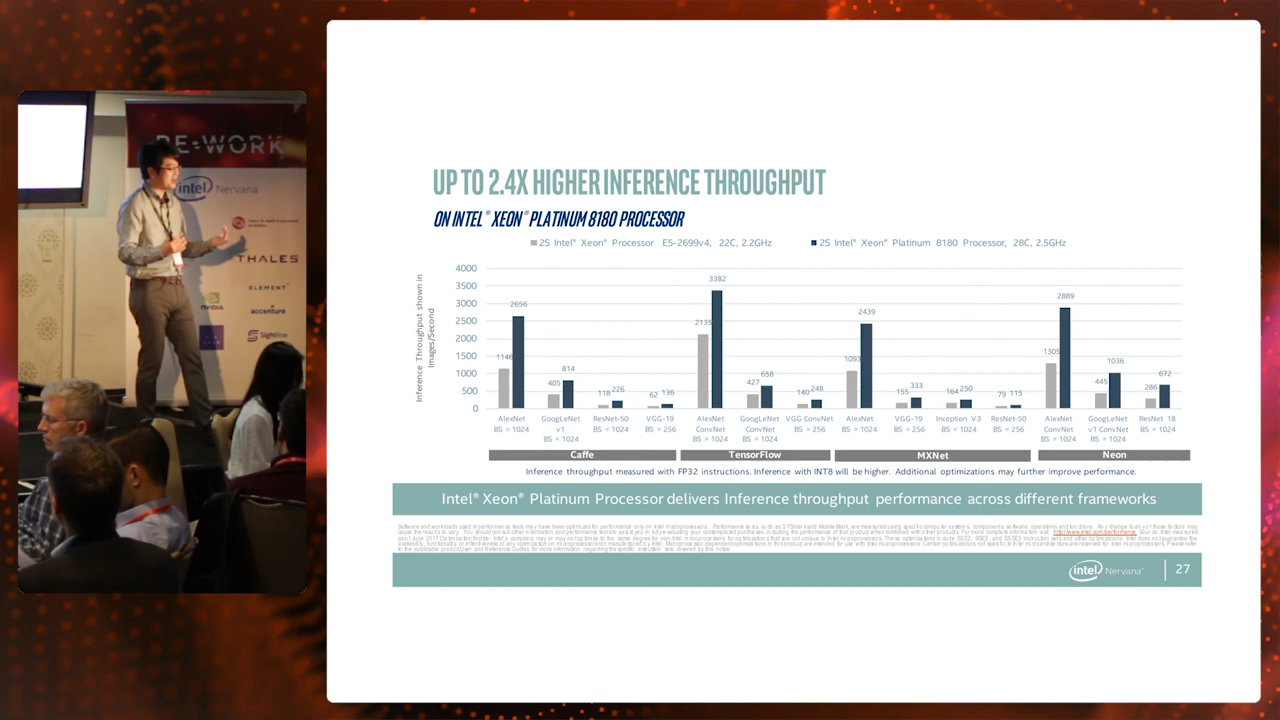 RE·WORK
intel Nervana
THALES
ELEMENT
NVIDIA
accenture
Sightline
UP TO 2.4X HIGHER INFERENCE THROUGHPUT
ON INTEL® XEON® PLATINUM 8180 PROCESSOR
2S Intel® Xeon® Processor E5-2699v4, 22C, 2.2GHz
2S Intel® Xeon® Platinum 8180 Processor, 28C, 2.5GHz
Inference Throughput shown in
Images/Second
4000
3500
3000
2500
2000
1500
1000
500
0
1146 2656
405 814
118 226
62 136
2135 3382
427 658
140 248
1093 2439
155 333
164 250
79 115
1305 2889
445 1036
286 672
AlexNet
BS = 1024
GoogLeNet
v1
BS = 1024
ResNet-50
BS = 1024
VGG-19
BS = 256
AlexNet
ConvNet
BS = 1024
GoogLeNet
ConvNet
BS = 1024
VGG ConvNet
BS = 256
AlexNet
BS = 1024
VGG-19
BS = 256
Inception V3
BS = 1024
ResNet-50
BS = 256
AlexNet
ConvNet
BS = 1024
GoogLeNet
v1 ConvNet
BS = 1024
ResNet 18
BS = 1024
Caffe
TensorFlow
MXNet
Neon
Inference throughput measured with FP32 instructions. Inference with INT8 will be higher. Additional optimizations may further improve performance.
Intel® Xeon® Platinum Processor delivers Inference throughput performance across different frameworks
http://www.intel.com/performance
intel Nervana™
27